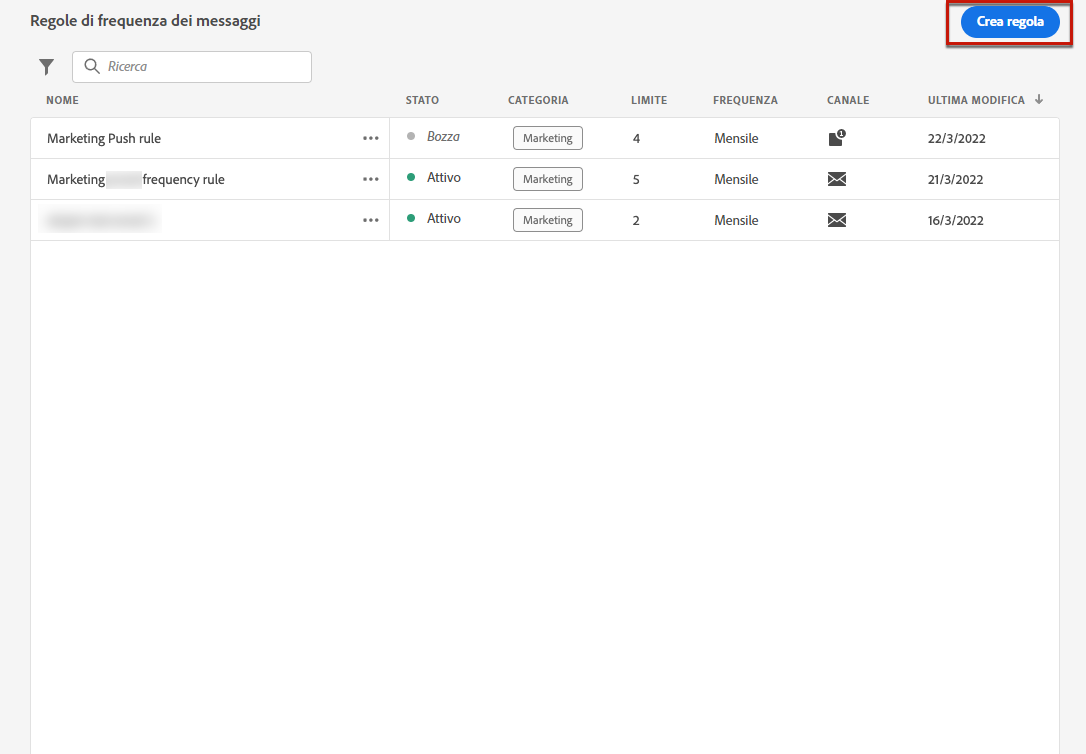 Regole di frequenza dei messaggi
Crea regola
Ricerca
NOME STATO CATEGORIA LIMITE FREQUENZA CANALE ULTIMA MODIFICA
Marketing Push rule Bozza Marketing 4 Mensile 1 22/3/2022
Marketing frequency rule Attivo Marketing 5 Mensile 21/3/2022
Attivo Marketing 2 Mensile 16/3/2022